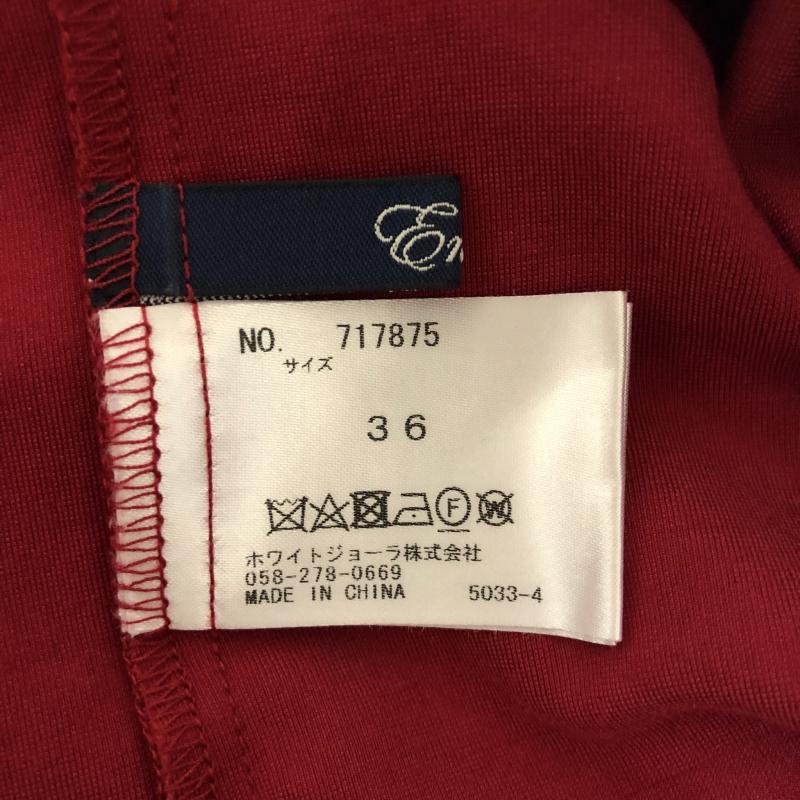 NO. 717875
サイズ
36
F W
ホワイトジョーラ株式会社
058-278-0669
MADE IN CHINA 5033-4